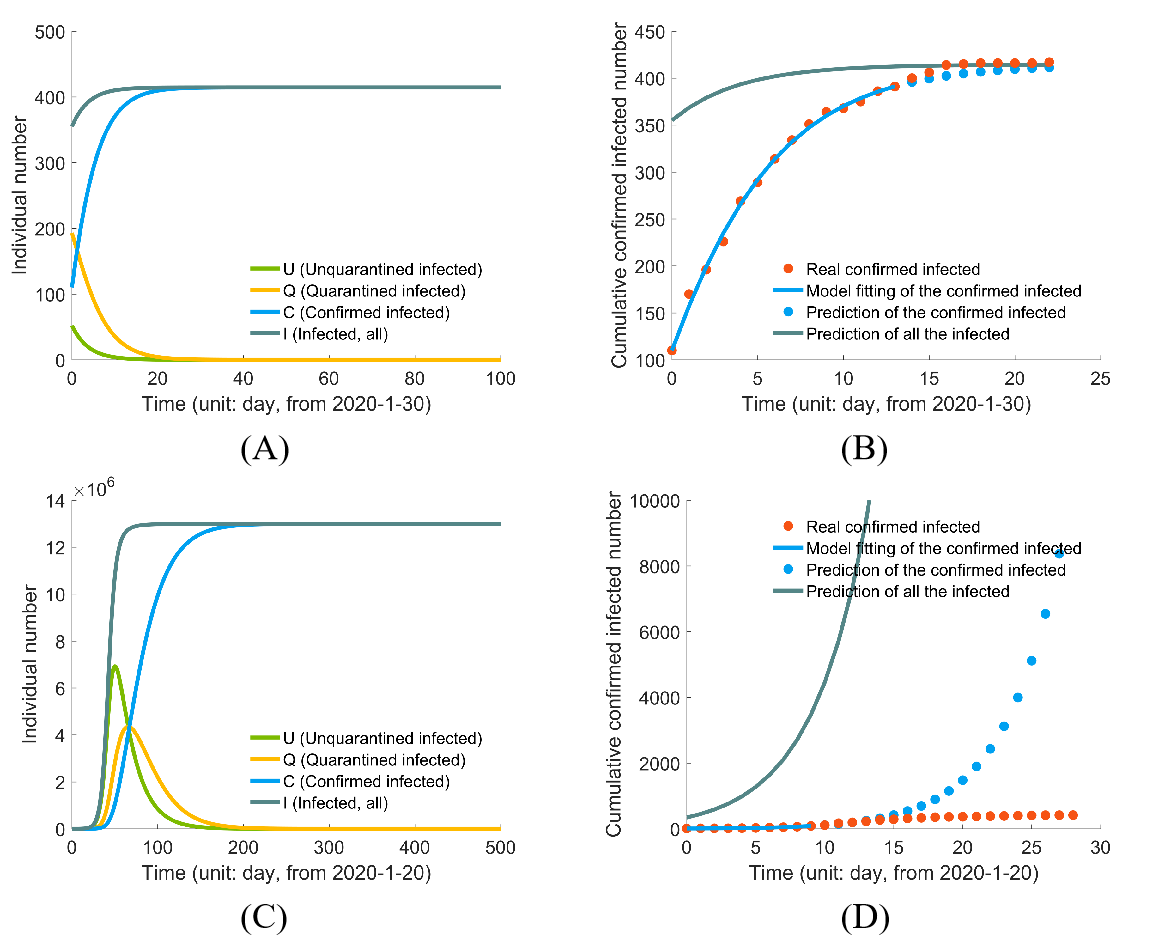 500
400
300
200
100
0
Individual number
U (Unquarantined infected)
Q (Quarantined infected)
C (Confirmed infected)
I (Infected, all)
0 20 40 60 80 100
Time (unit: day, from 2020-1-30)
(A)
450
400
350
300
250
200
150
100
Cumulative confirmed infected number
Real confirmed infected
Model fitting of the confirmed infected
Prediction of the confirmed infected
Prediction of all the infected
0 5 10 15 20 25
Time (unit: day, from 2020-1-30)
(B)
×10⁶
14
12
10
8
6
4
2
0
Individual number
U (Unquarantined infected)
Q (Quarantined infected)
C (Confirmed infected)
I (Infected, all)
0 100 200 300 400 500
Time (unit: day, from 2020-1-20)
(C)
10000
8000
6000
4000
2000
0
Cumulative confirmed infected number
Real confirmed infected
Model fitting of the confirmed infected
Prediction of the confirmed infected
Prediction of all the infected
0 5 10 15 20 25 30
Time (unit: day, from 2020-1-20)
(D)